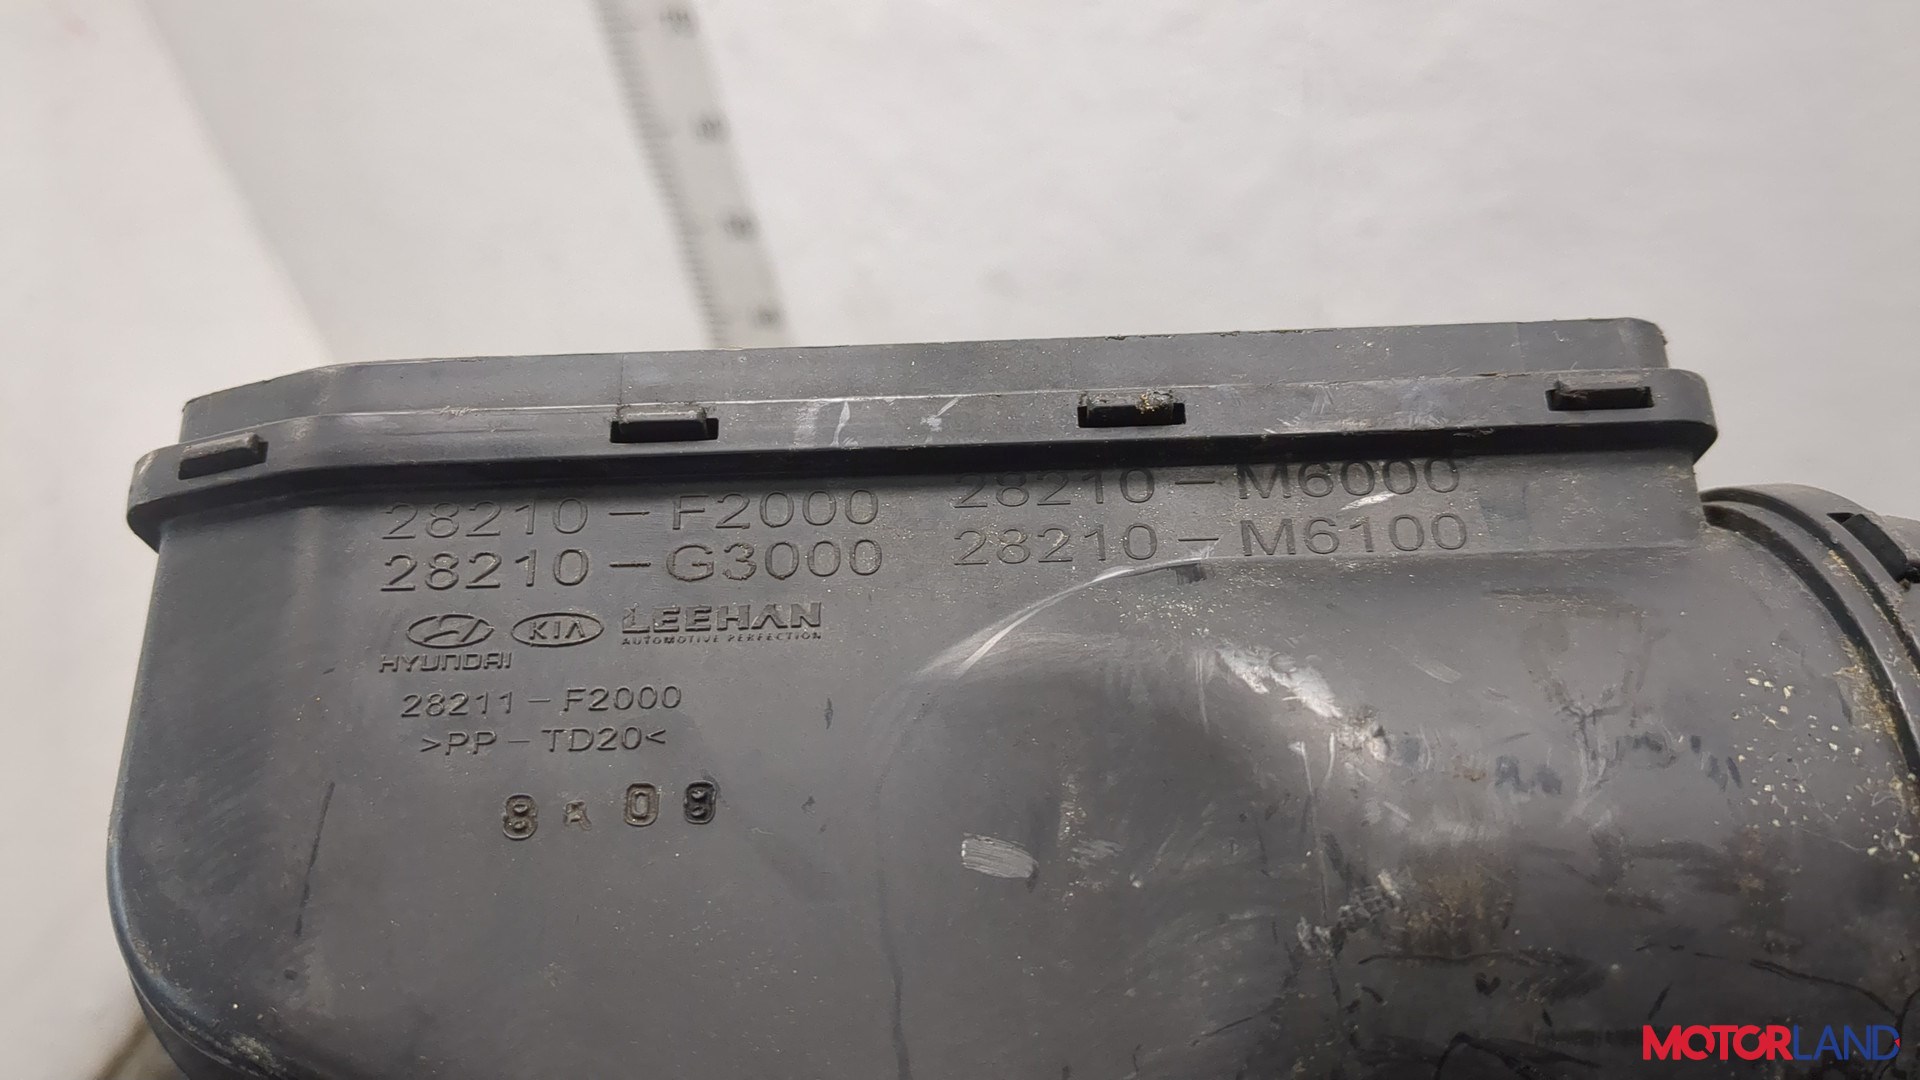 28210-F2000 28210-M6000
28210-G3000 28210-M6100
HYUNDAI KIA LEEHAN
AUTOMOTIVE PERFECTION
28211-F2000
>PP-TD20<
MOTORLAND